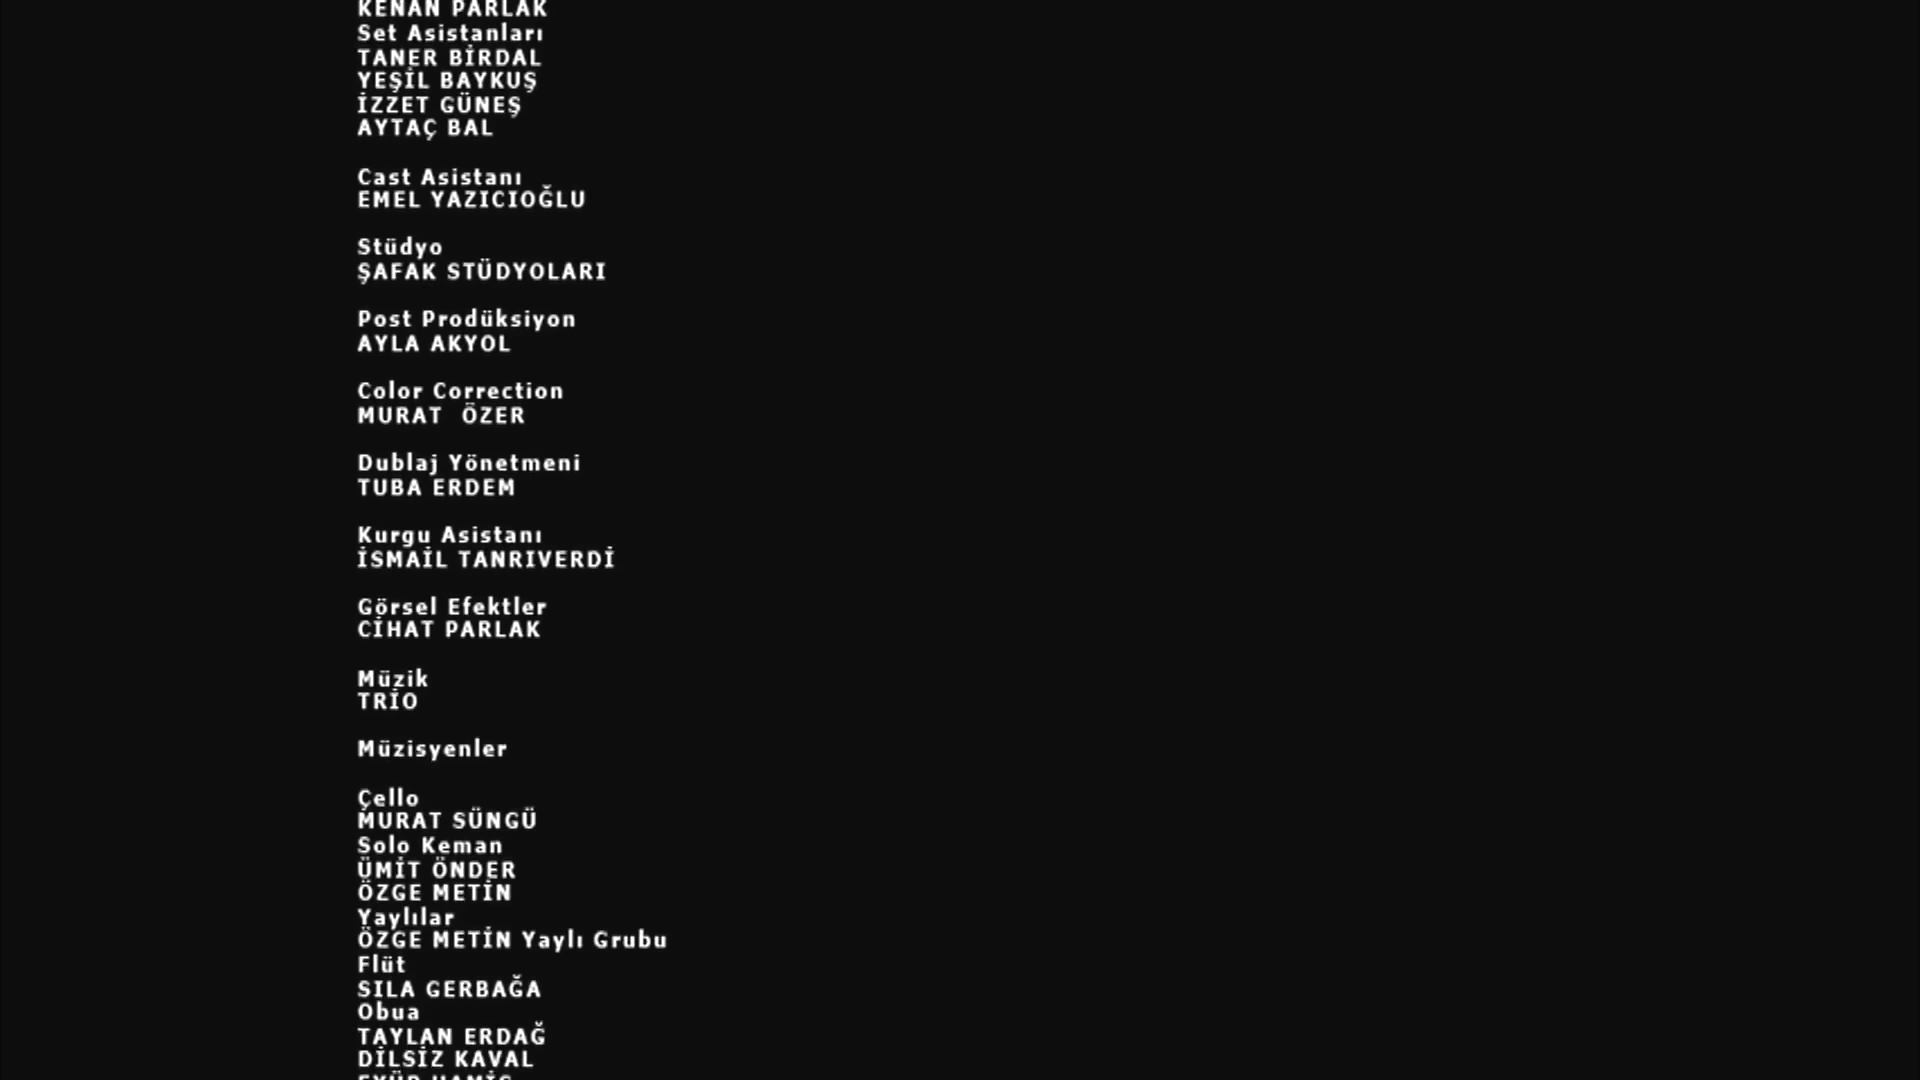 KENAN PARLAK
Set Asistanları
TANER BİRDAL
YEŞİL BAYKUŞ
İZZET GÜNEŞ
AYTAÇ BAL
Cast Asistanı
EMEL YAZICIOĞLU
Stüdyo
ŞAFAK STÜDYOLARI
Post Prodüksiyon
AYLA AKYOL
Color Correction
MURAT  ÖZER
Dublaj Yönetmeni
TUBA ERDEM
Kurgu Asistanı
İSMAİL TANRIVERDİ
Görsel Efektler
CİHAT PARLAK
Müzik
TRİO
Müzisyenler
Çello
MURAT SÜNGÜ
Solo Keman
ÜMİT ÖNDER
ÖZGE METİN
Yaylılar
ÖZGE METİN Yaylı Grubu
Flüt
SILA GERBAĞA
Obua
TAYLAN ERDAĞ
DİLSİZ KAVAL